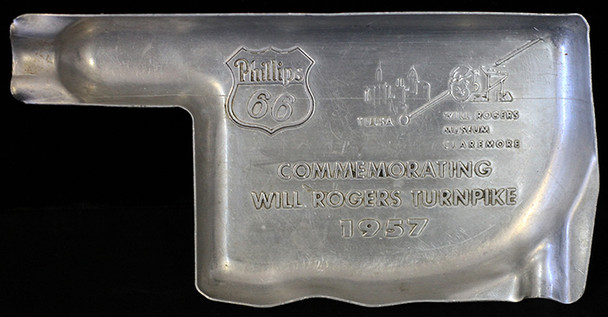 Phillips
66
TULSA
WILL ROGERS
MUSEUM
CLAREMORE
COMMEMORATING
WILL ROGERS TURNPIKE
1957